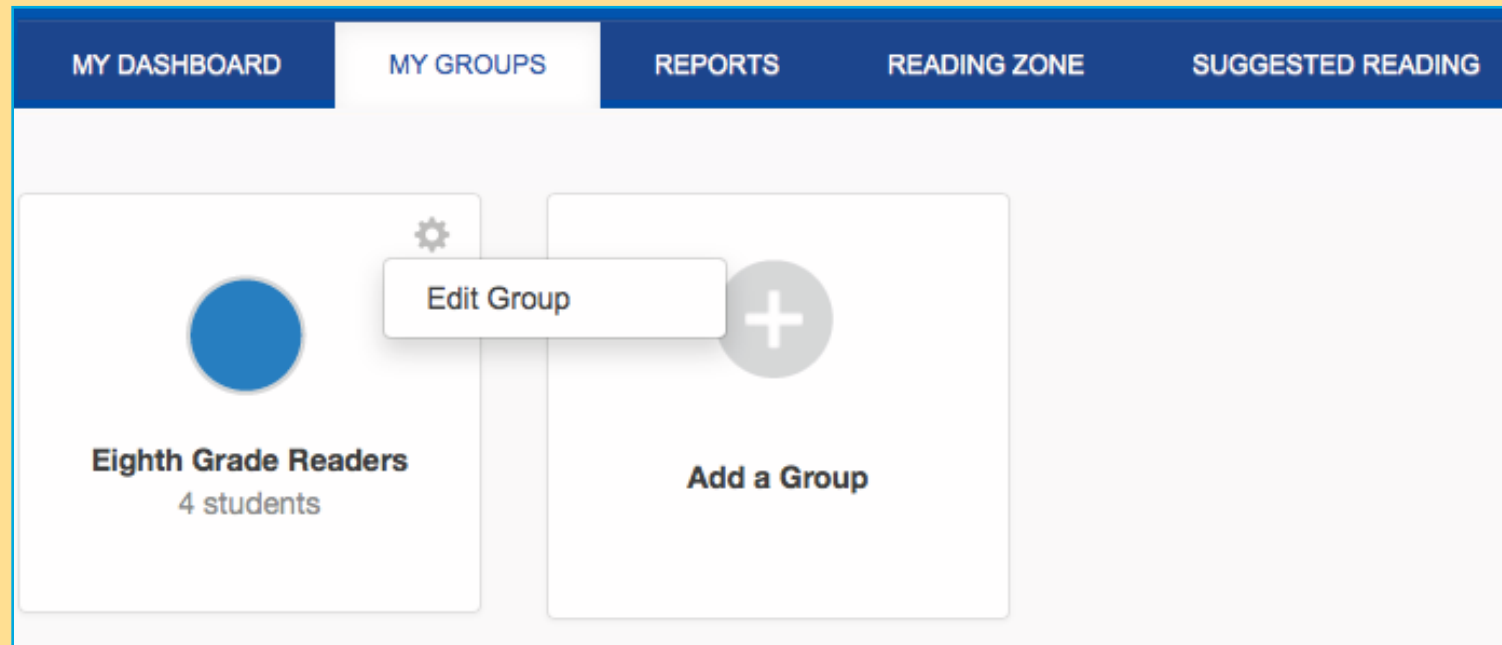 MY DASHBOARD MY GROUPS REPORTS READING ZONE SUGGESTED READING
Edit Group
Eighth Grade Readers
4 students
Add a Group